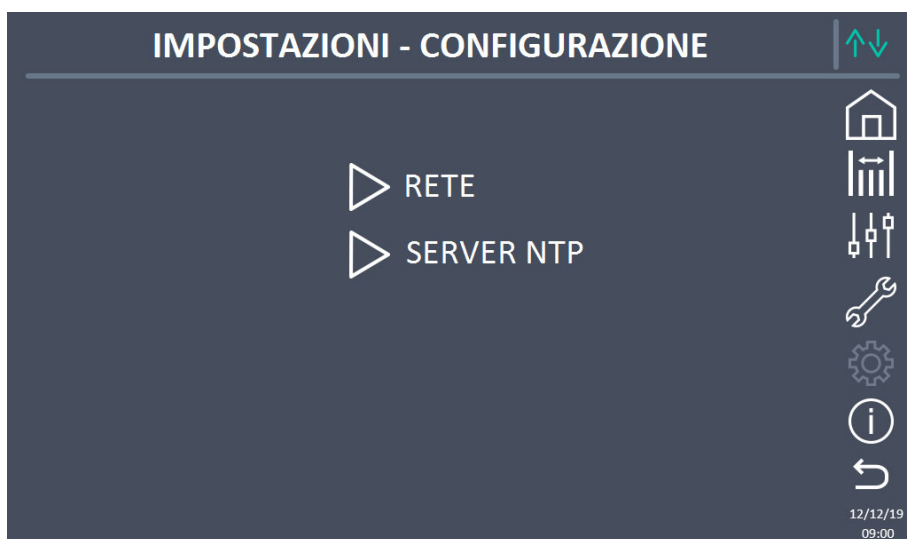 IMPOSTAZIONI - CONFIGURAZIONE
RETE
SERVER NTP
12/12/19
09:00